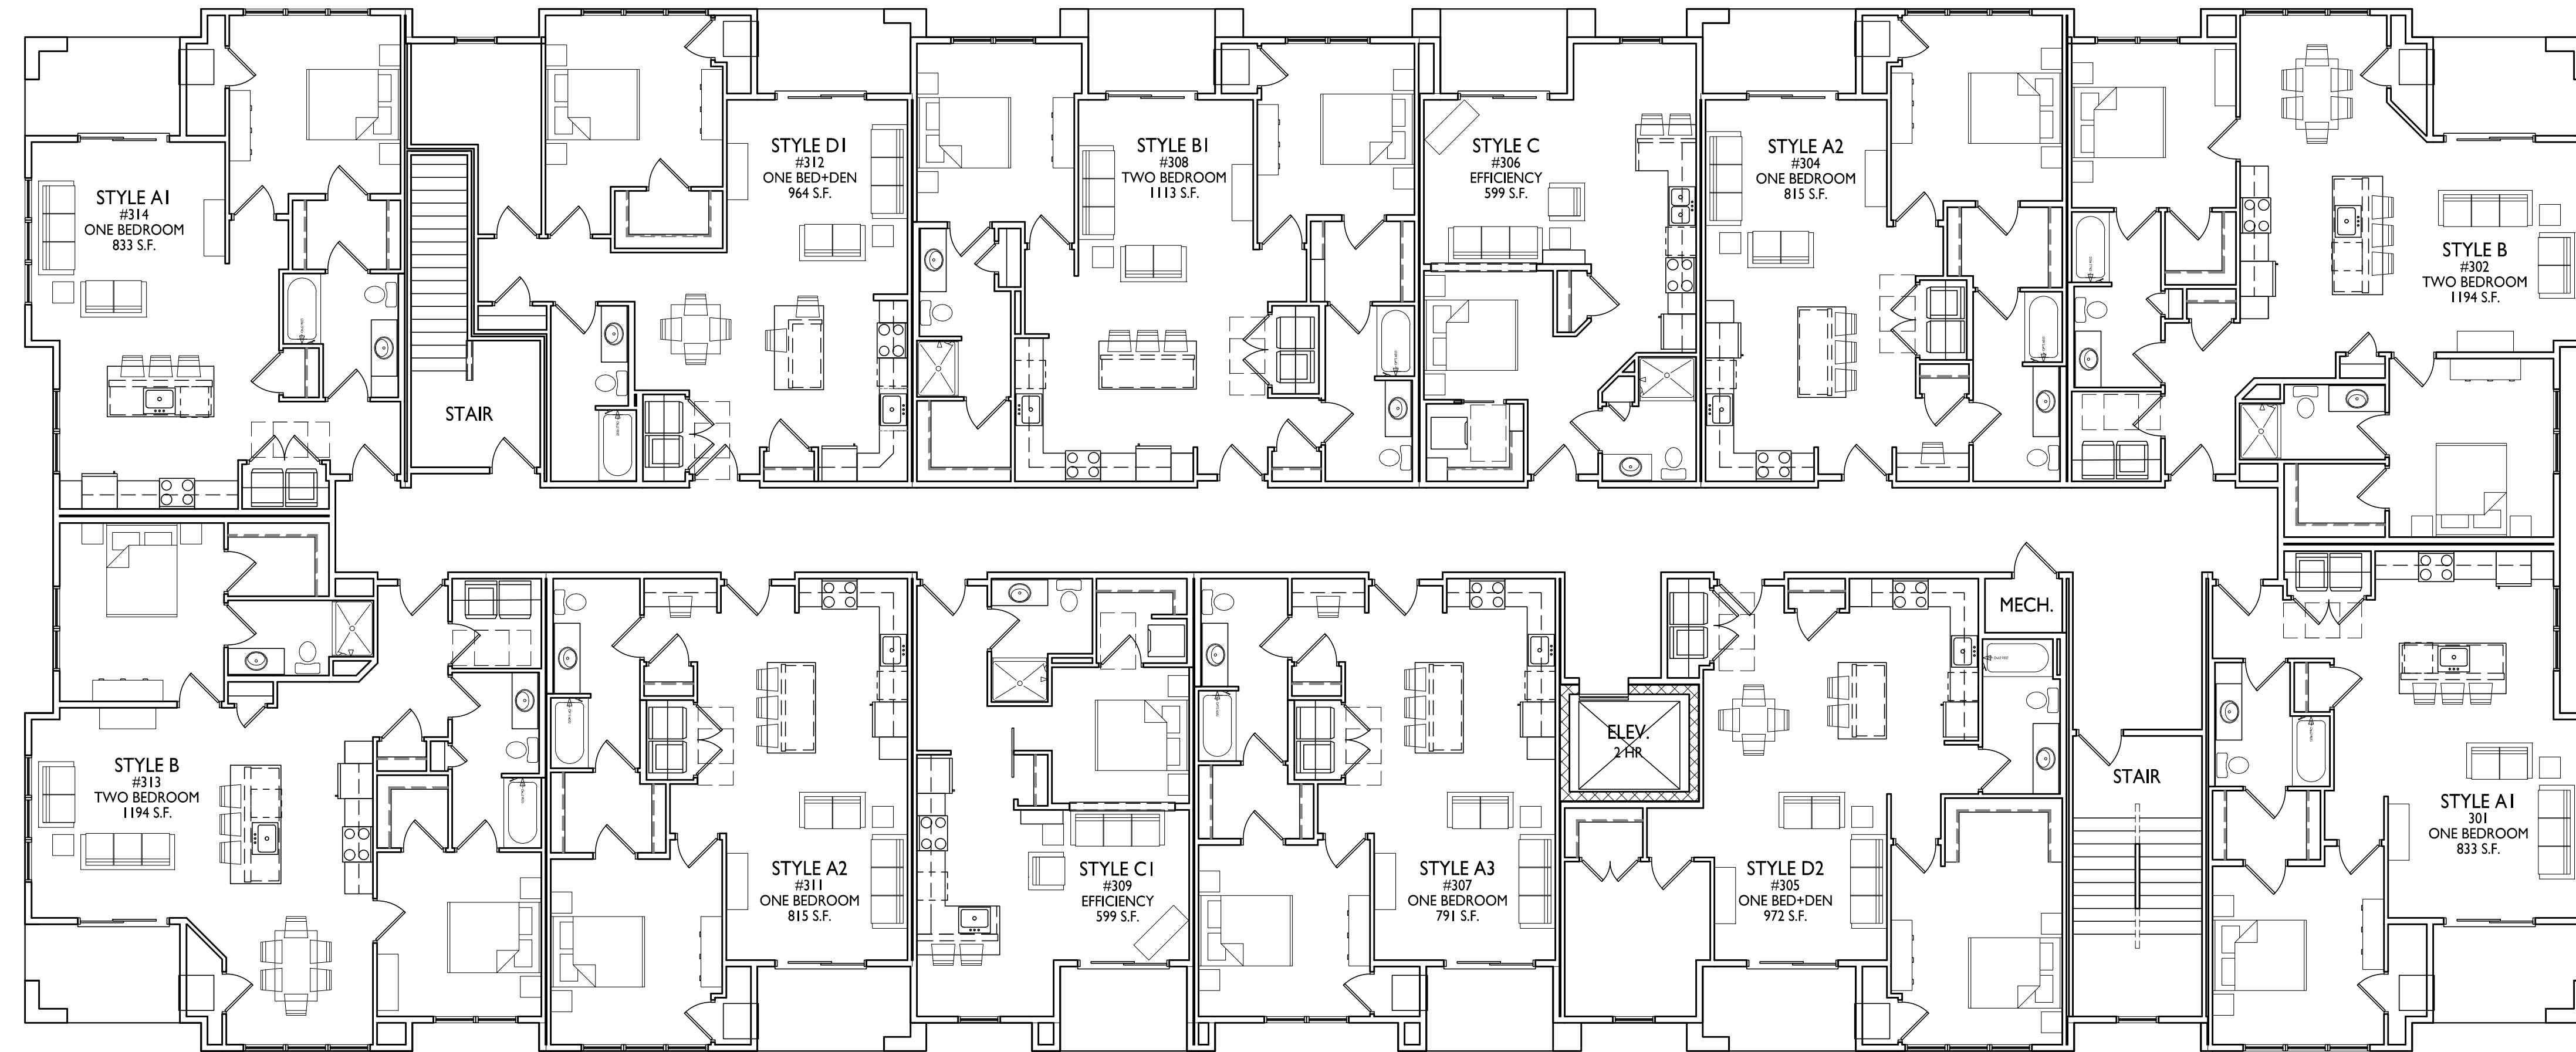 STYLE A1
#314
ONE BEDROOM
833 S.F.
STAIR
STYLE D1
#312
ONE BED+DEN
964 S.F.
STYLE B1
#308
TWO BEDROOM
1113 S.F.
STYLE C
#306
EFFICIENCY
599 S.F.
STYLE A2
#304
ONE BEDROOM
815 S.F.
STYLE B
#302
TWO BEDROOM
1194 S.F.
STYLE B
#313
TWO BEDROOM
1194 S.F.
STYLE A2
#311
ONE BEDROOM
815 S.F.
STYLE C1
#309
EFFICIENCY
599 S.F.
STYLE A3
#307
ONE BEDROOM
791 S.F.
ELEV.
2 HR
STYLE D2
#305
ONE BED+DEN
972 S.F.
MECH.
STAIR
STYLE A1
301
ONE BEDROOM
833 S.F.